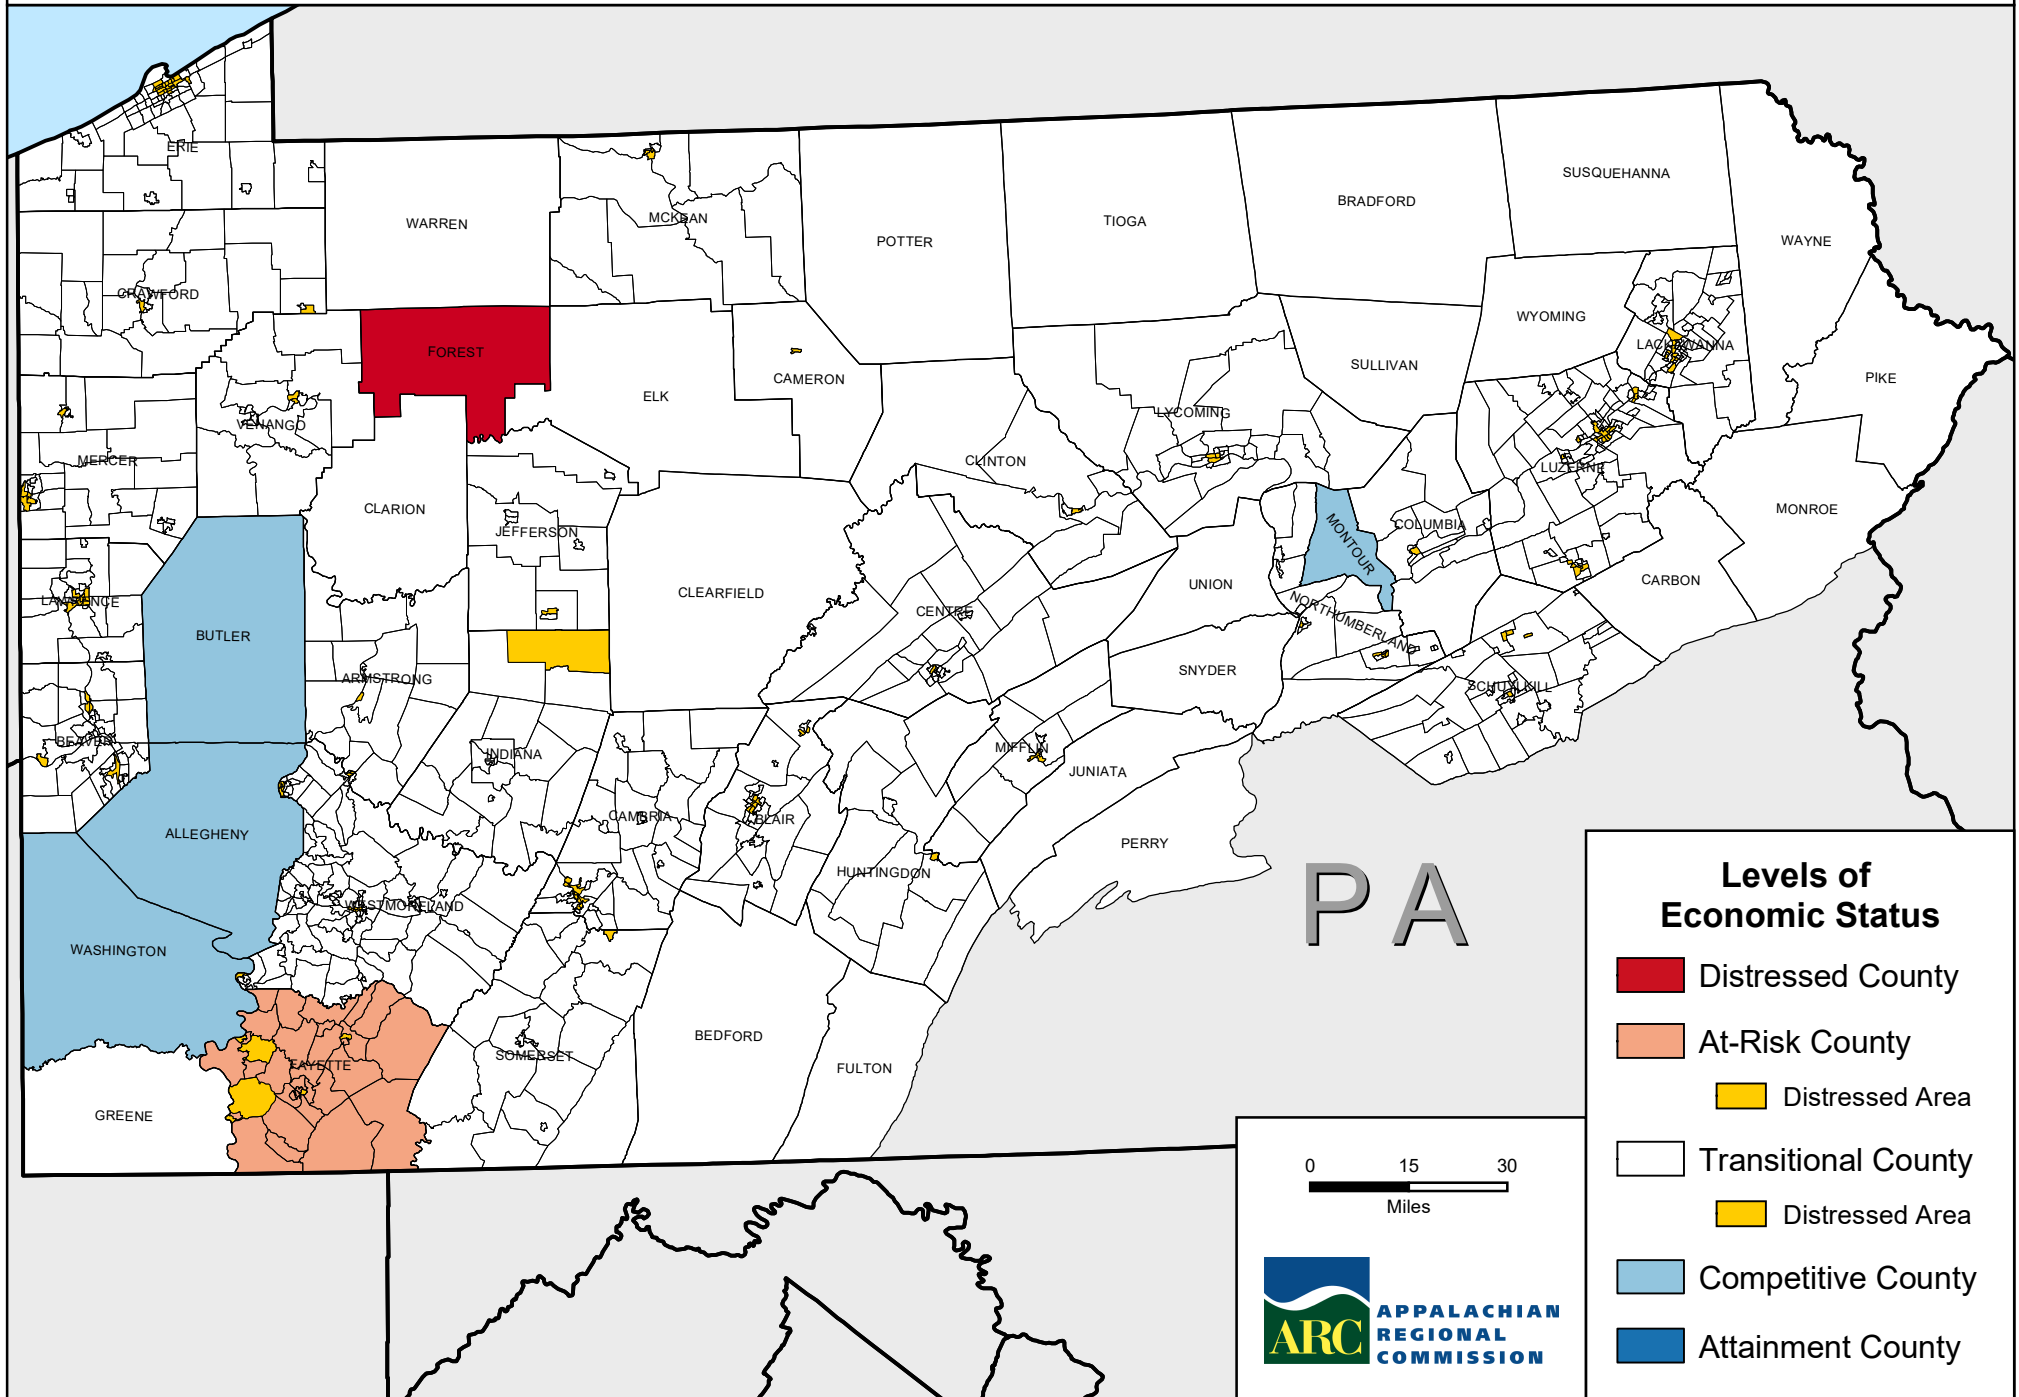 ERIE
WARREN
MCKEAN
POTTER
TIOGA
BRADFORD
SUSQUEHANNA
WAYNE
CRAWFORD
FOREST
ELK
CAMERON
WYOMING
LACKAWANNA
SULLIVAN
PIKE
LYCOMING
VENANGO
MERCER
CLINTON
LUZERNE
CLARION
JEFFERSON
MONTOUR
COLUMBIA
MONROE
LAWRENCE
BUTLER
CLEARFIELD
CENTRE
UNION
NORTHUMBERLAND
CARBON
ARMSTRONG
SNYDER
SCHUYLKILL
BEAVER
INDIANA
MIFFLIN
JUNIATA
ALLEGHENY
CAMBRIA
BLAIR
PERRY
HUNTINGDON
WESTMORELAND
WASHINGTON
BEDFORD
SOMERSET
FAYETTE
FULTON
GREENE
PA
Levels of
Economic Status
Distressed County
At-Risk County
Distressed Area
Transitional County
Distressed Area
Competitive County
Attainment County
0 15 30
Miles
ARC
APPALACHIAN
REGIONAL
COMMISSION